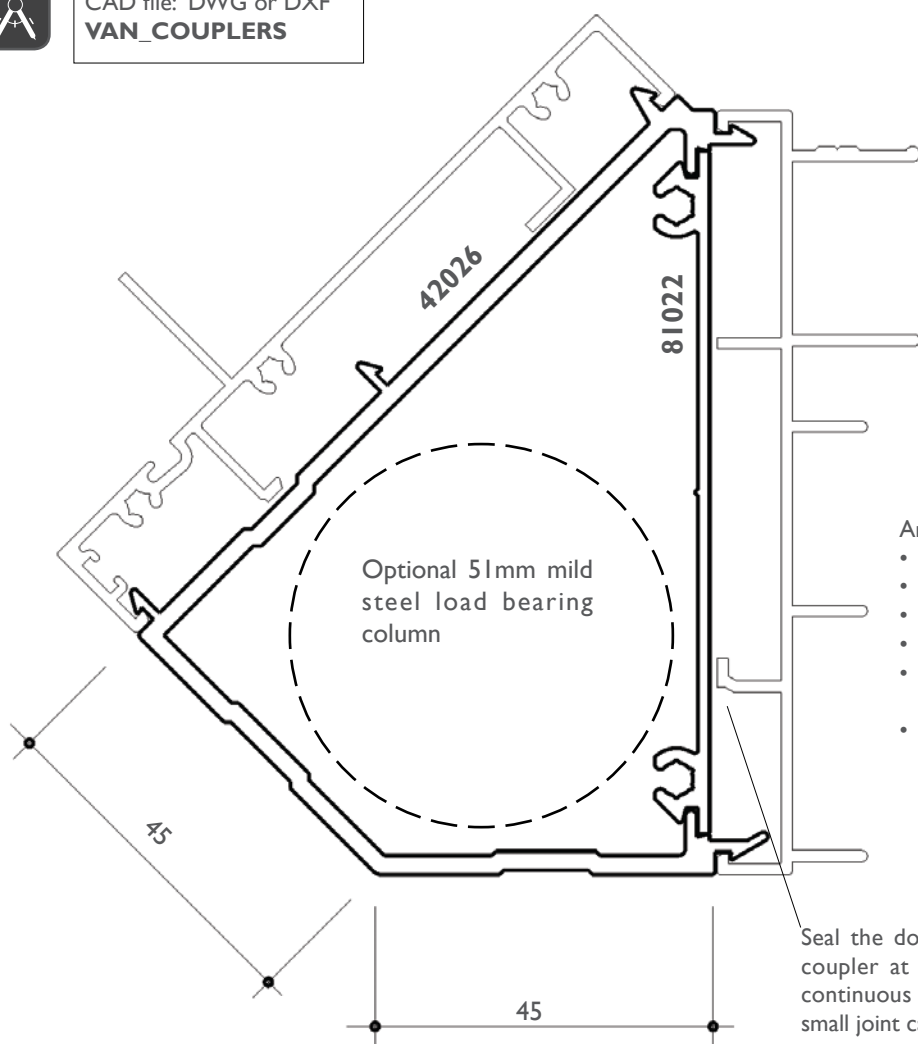 CAD file: DWG or DXF
VAN_COUPLERS
42026
81022
Optional 51mm mild
steel load bearing
column
45
45
Seal the
coupler at
continuous
small joint